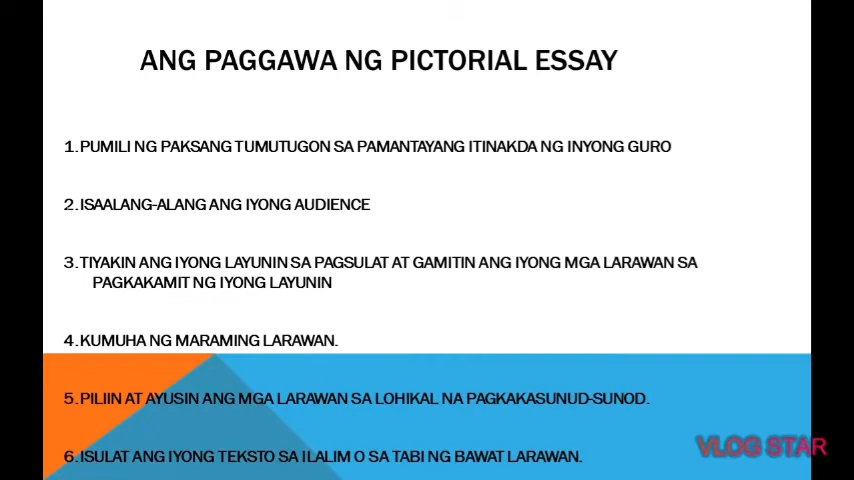 ANG PAGGAWA NG PICTORIAL ESSAY
1.PUMILI NG PAKSANG TUMUTUGON SA PAMANTAYANG ITINAKDA NG INYONG GURO
2.ISAALANG-ALANG ANG IYONG AUDIENCE
3.TIYAKIN ANG IYONG LAYUNIN SA PAGSULAT AT GAMITIN ANG IYONG MGA LARAWAN SA
PAGKAKAMIT NG IYONG LAYUNIN
4.KUMUHA NG MARAMING LARAWAN.
5.PILIIN AT AYUSIN ANG MGA LARAWAN SA LOHIKAL NA PAGKAKASUNUD-SUNOD.
6.ISULAT ANG IYONG TEKSTO SA ILALIM O SA TABI NG BAWAT LARAWAN.
VLOG STAR